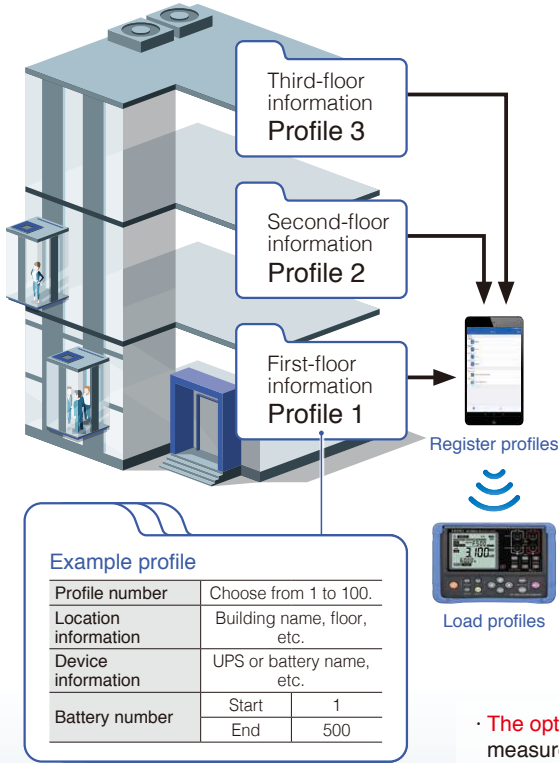 Third-floor
information
Profile 3
Second-floor
information
Profile 2
First-floor
information
Profile 1
Register profiles
Load profiles
Example profile
Profile number Choose from 1 to 100.
Location Building name, floor,
information etc.
Device UPS or battery name,
information etc.
Battery number Start 1
End 500
· The opt
measure